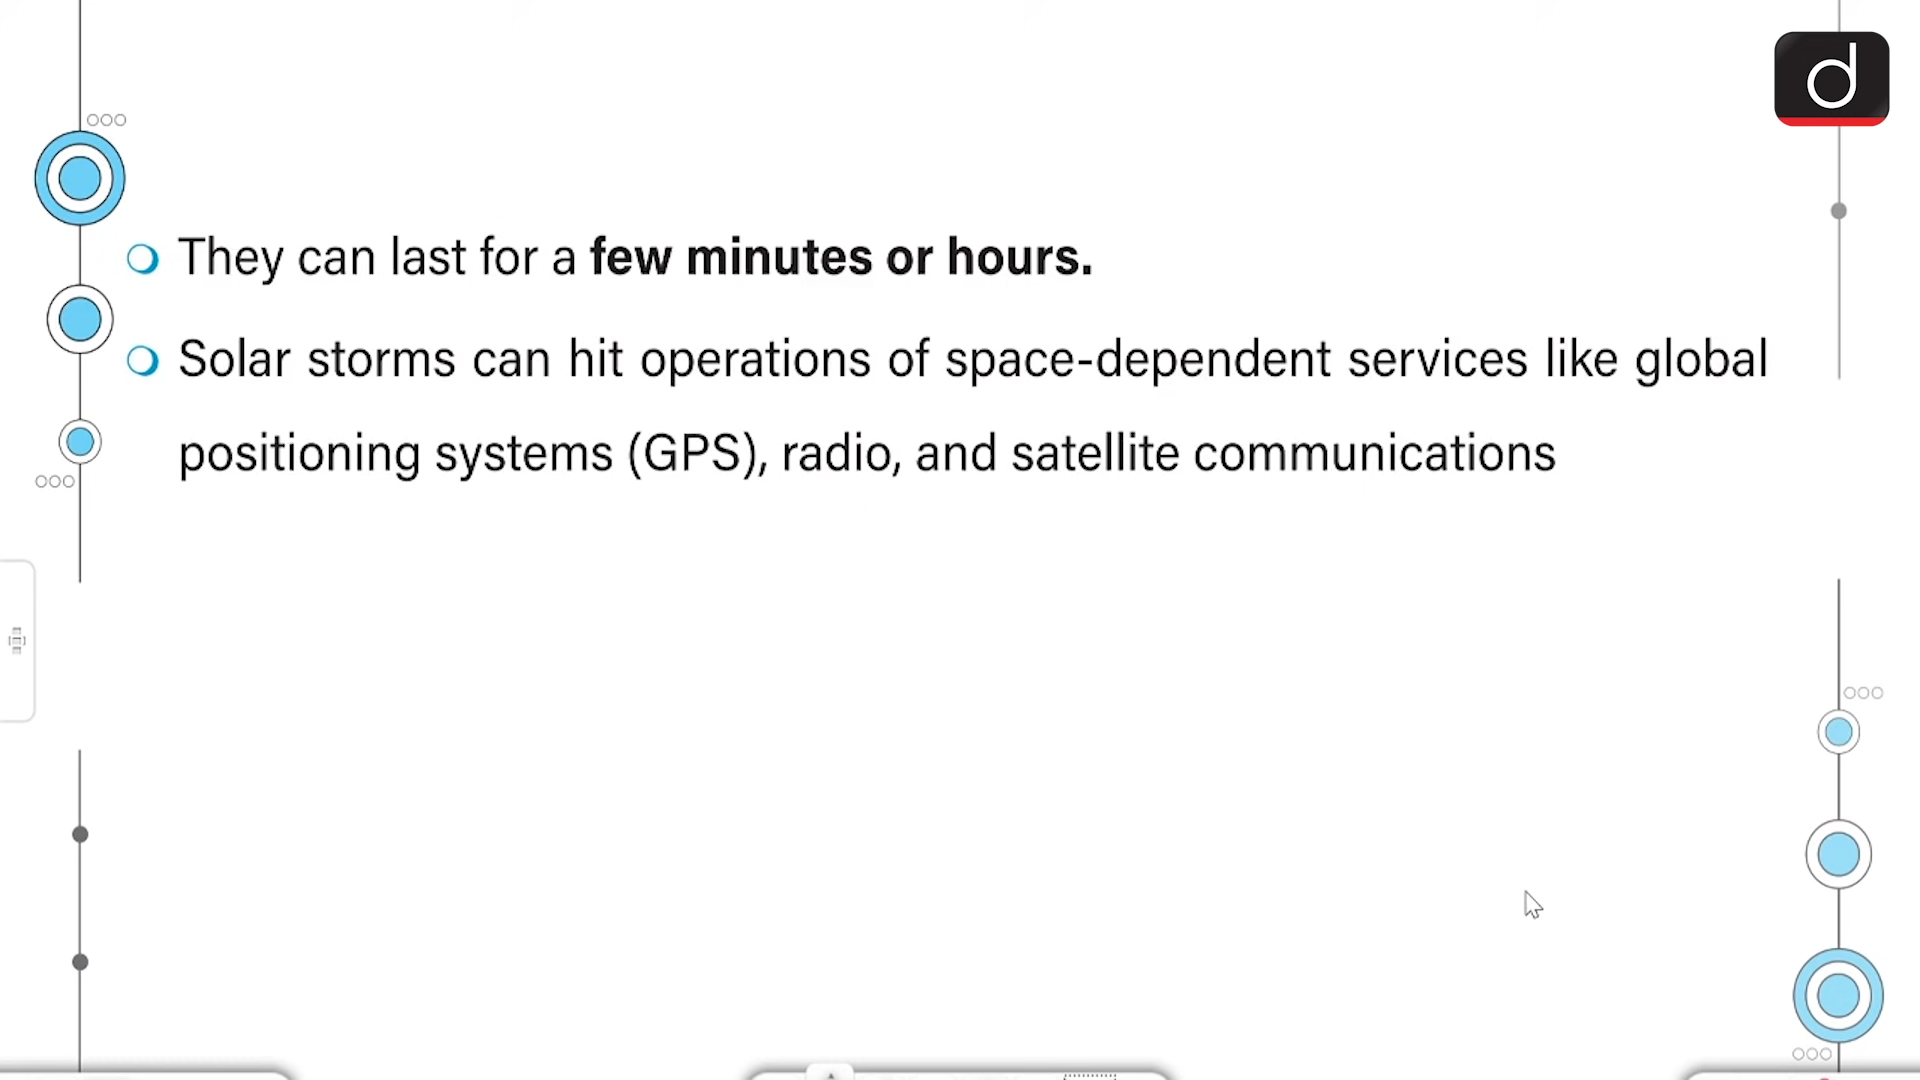 d
They can last for a few minutes or hours.
Solar storms can hit operations of space-dependent services like global
positioning systems (GPS), radio, and satellite communications